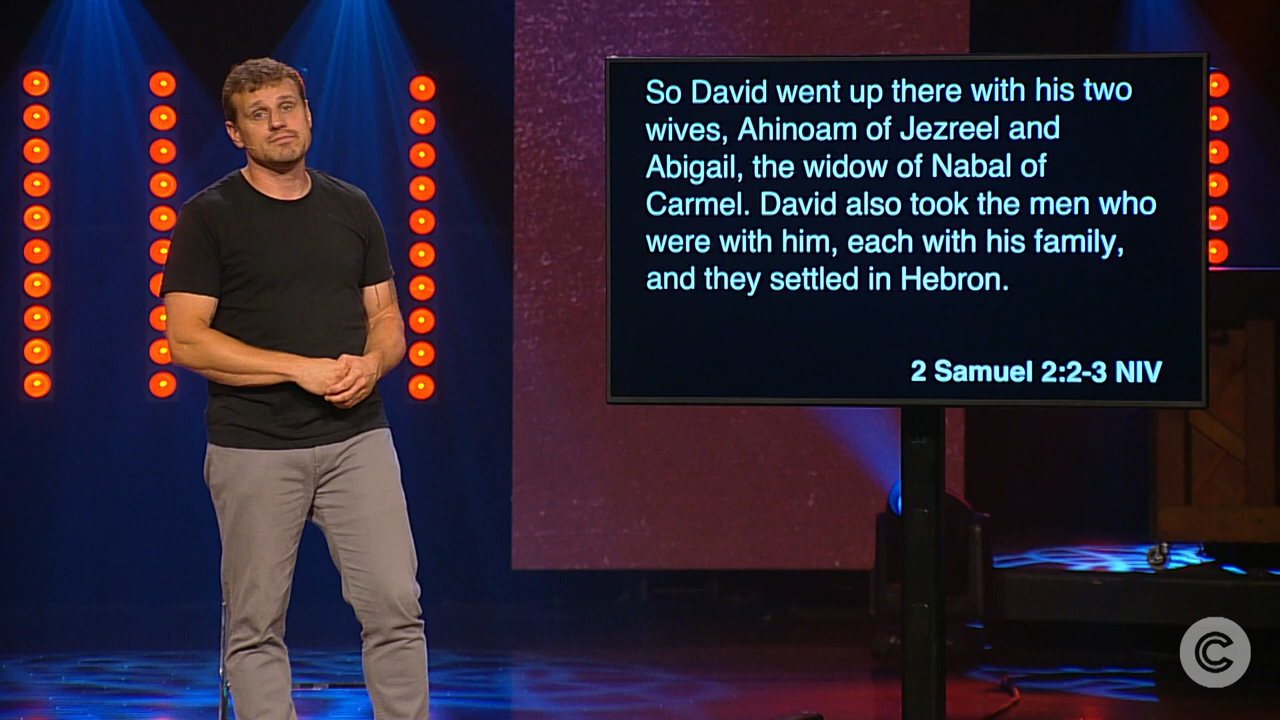 So David went up there with his two
wives, Ahinoam of Jezreel and
Abigail, the widow of Nabal of
Carmel. David also took the men who
were with him, each with his family,
and they settled in Hebron.
2 Samuel 2:2-3 NIV
C